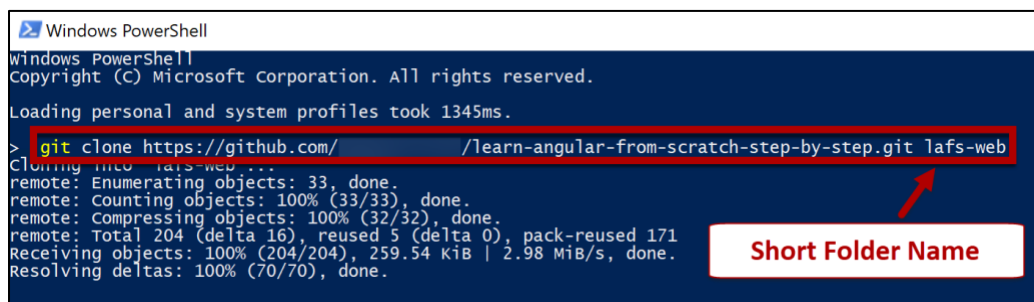 Windows PowerShell
Windows PowerShell
Copyright (C) Microsoft Corporation. All rights reserved.
Loading personal and system profiles took 1345ms.
> git clone https://github.com/ /learn-angular-from-scratch-step-by-step.git lafs-web
Cloning into 'lafs-web'...
remote: Enumerating objects: 33, done.
remote: Counting objects: 100% (33/33), done.
remote: Compressing objects: 100% (32/32), done.
remote: Total 204 (delta 16), reused 5 (delta 0), pack-reused 171
Receiving objects: 100% (204/204), 259.54 KiB | 2.98 MiB/s, done.
Resolving deltas: 100% (70/70), done.
Short Folder Name